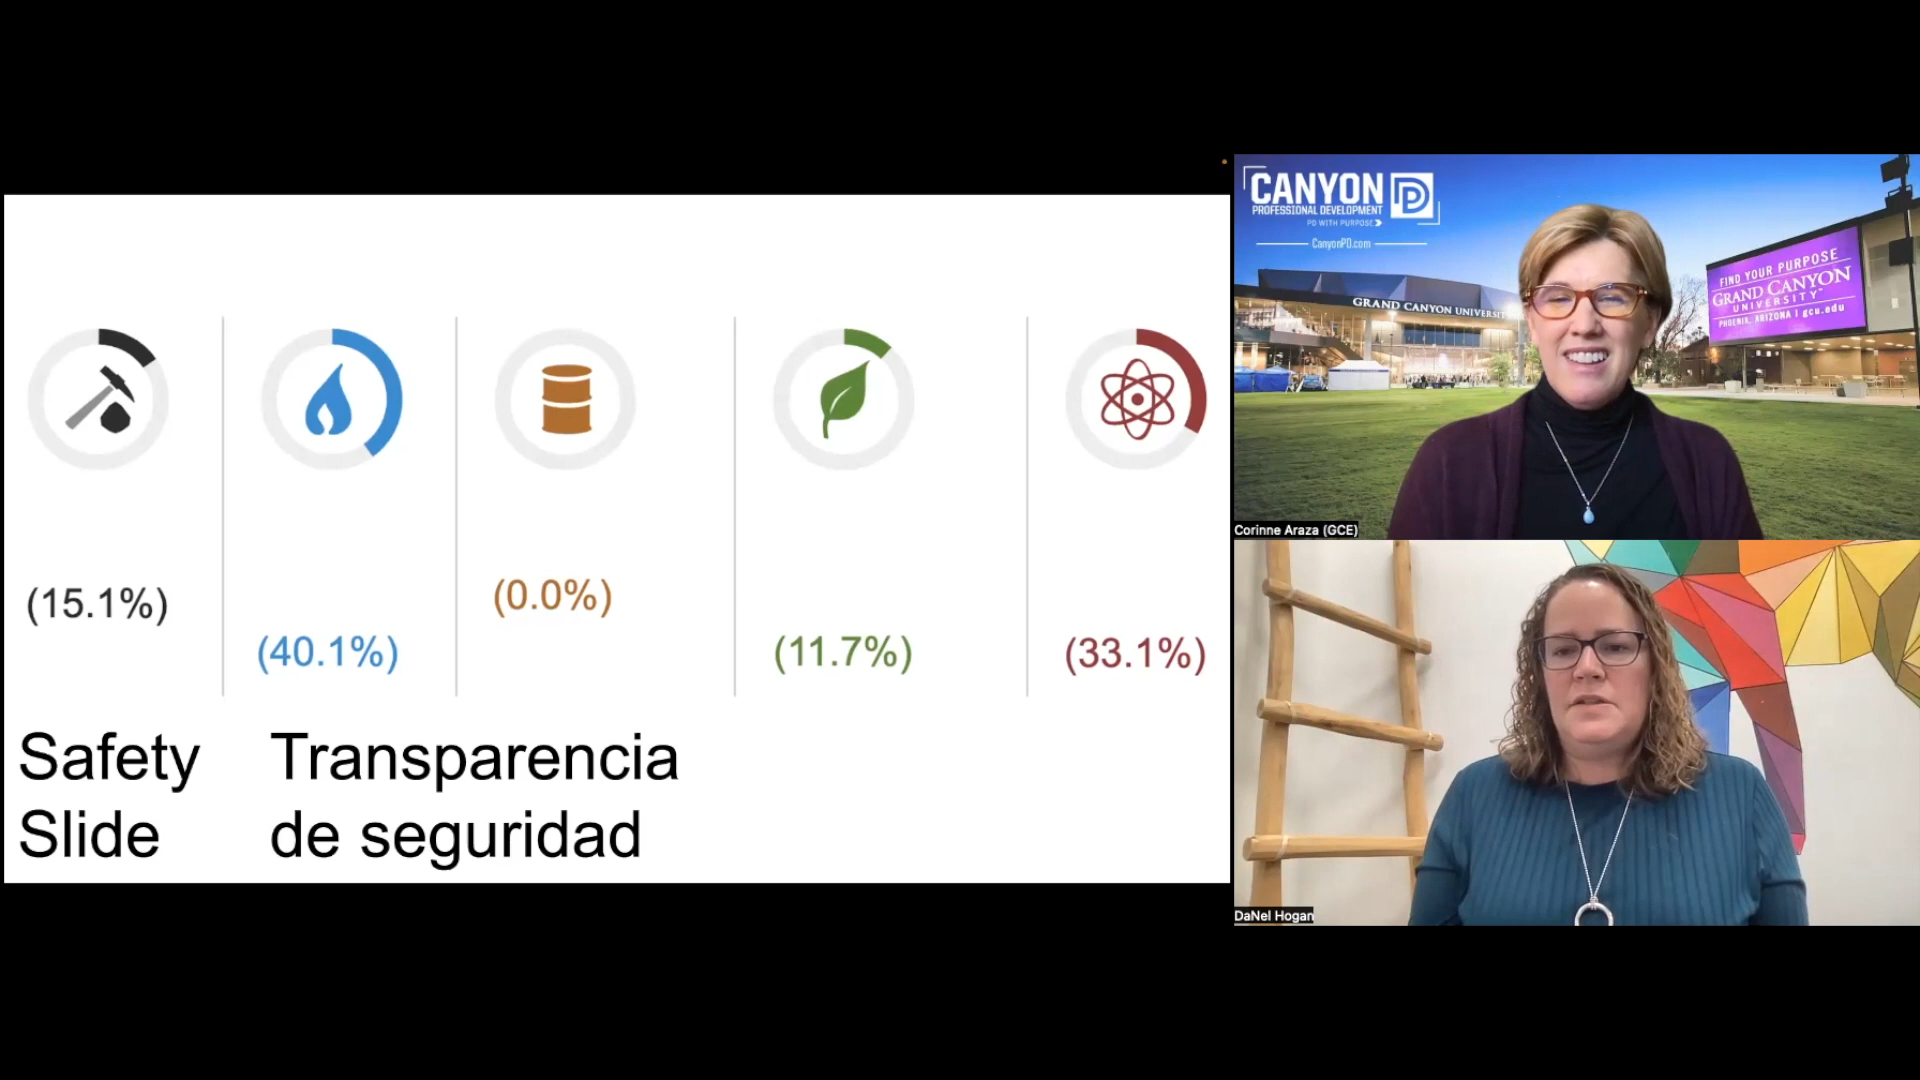 (15.1%)
(40.1%)
(0.0%)
(11.7%)
(33.1%)
Safety
Slide
Transparencia
de seguridad
CANYON PD
PROFESSIONAL DEVELOPMENT
PD WITH PURPOSE
CanyonPD.com
GRAND CANYON UNIVERSIT
FIND YOUR PURPOSE
GRAND CANYON
UNIVERSITY
PHOENIX, ARIZONA | gcu.edu
Corinne Araza (GCE)
DaNel Hogan